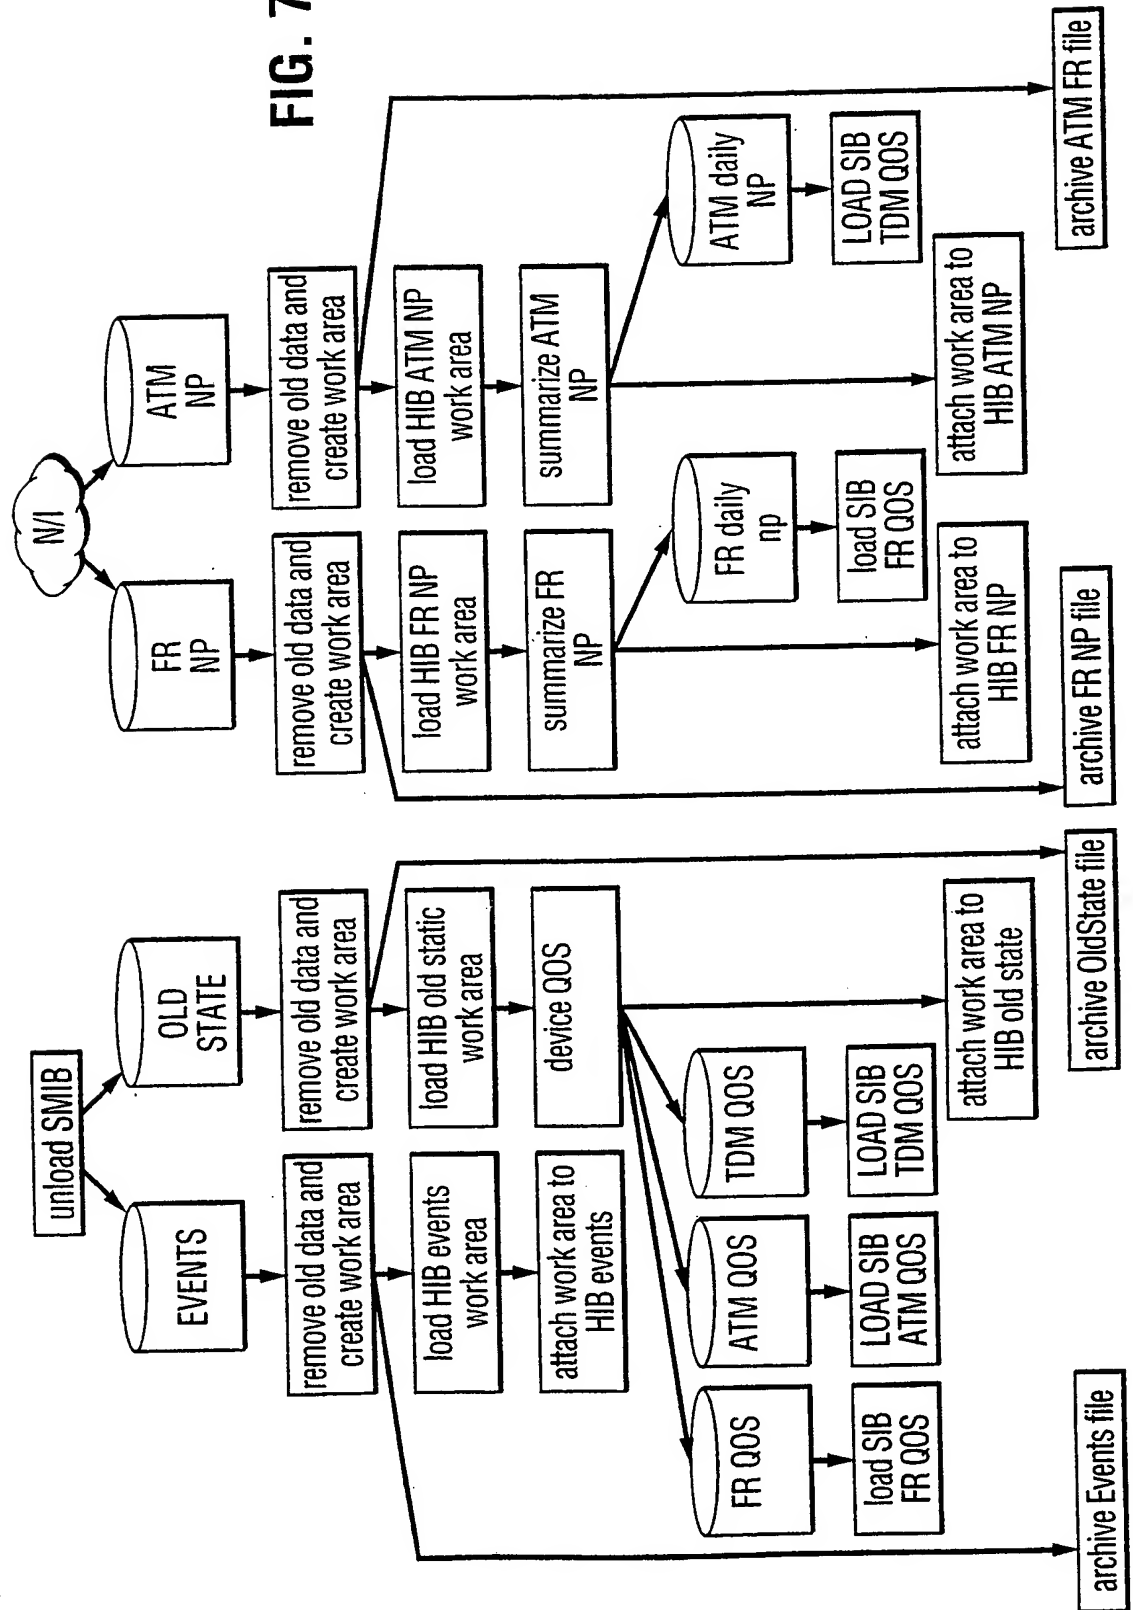 FIG. 7
unload SMIB
EVENTS
OLD
STATE
remove old data and
create work area
remove old data and
create work area
load HIB events
work area
load HIB old static
work area
attach work area to
HIB events
device QOS
FR QOS
ATM QOS
TDM QOS
load SIB
FR QOS
LOAD SIB
ATM QOS
LOAD SIB
TDM QOS
attach work area to
HIB old state
archive Events file
archive OldState file
N/I
FR
NP
ATM
NP
remove old data and
create work area
remove old data and
create work area
load HIB FR NP
work area
load HIB ATM NP
work area
summarize FR
NP
summarize ATM
NP
FR daily
np
ATM daily
NP
load SIB
FR QOS
LOAD SIB
TDM QOS
attach work area to
HIB FR NP
attach work area to
HIB ATM NP
archive FR NP file
archive ATM FR file